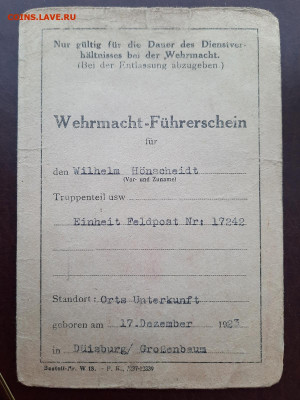 COINS.LAVE.RU
Nur gültig für die Dauer des Dienstver-
hältnisses bei der Wehrmacht.
(Bei der Entlassung abzugeben)
Wehrmacht-Führerschein
für
den Wilhelm Hönscheidt
(Vor- und Zuname)
Truppenteil usw
Einheit Feldpost Nr: 17242
Standort: Orts Unterkunft
geboren am 17.Dezember 1923
in Düisburg/ Großenbaum
W 18.